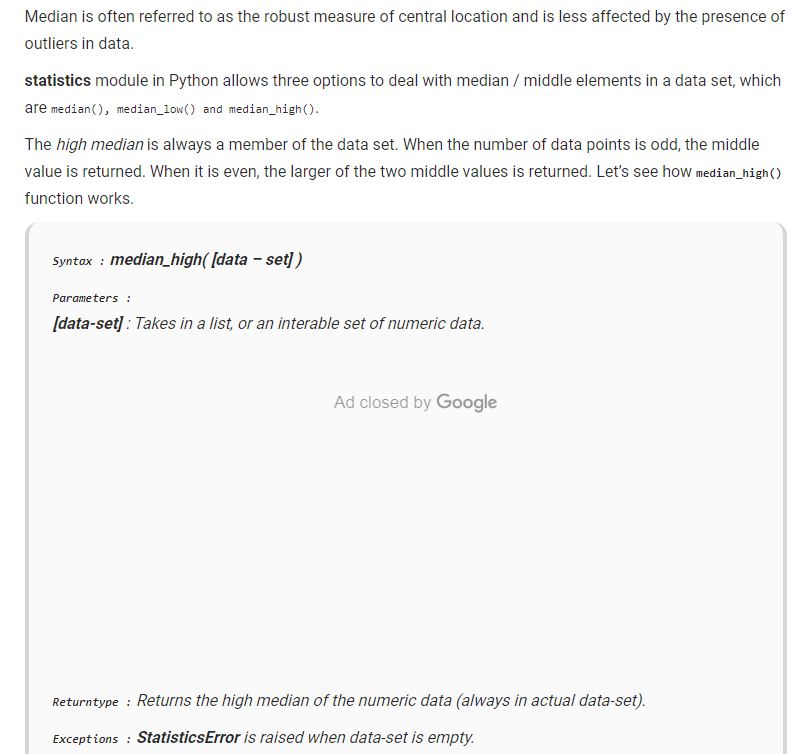 Median is often referred to as the robust measure of central location and is less affected by the presence of
outliers in data.
statistics module in Python allows three options to deal with median / middle elements in a data set, which
are median(), median_low() and median_high().
The high median is always a member of the data set. When the number of data points is odd, the middle
value is returned. When it is even, the larger of the two middle values is returned. Let’s see how median_high()
function works.
Syntax : median_high( [data – set] )
Parameters :
[data-set] : Takes in a list, or an interable set of numeric data.
Ad closed by Google
Returntype : Returns the high median of the numeric data (always in actual data-set).
Exceptions : StatisticsError is raised when data-set is empty.